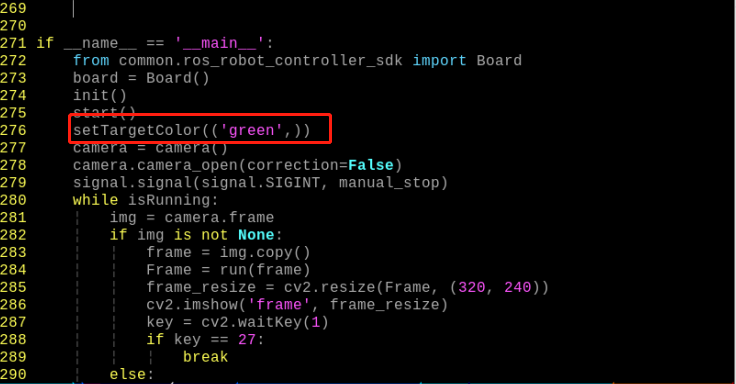 269
270
271 if __name__ == '__main__':
272     from common.ros_robot_controller_sdk import Board
273     board = Board()
274     init()
275     start()
276     setTargetColor(('green',))
277     camera = camera()
278     camera.camera_open(correction=False)
279     signal.signal(signal.SIGINT, manual_stop)
280     while isRunning:
281         img = camera.frame
282         if img is not None:
283             frame = img.copy()
284             Frame = run(frame)
285             frame_resize = cv2.resize(Frame, (320, 240))
286             cv2.imshow('frame', frame_resize)
287             key = cv2.waitKey(1)
288             if key == 27:
289                 break
290         else: